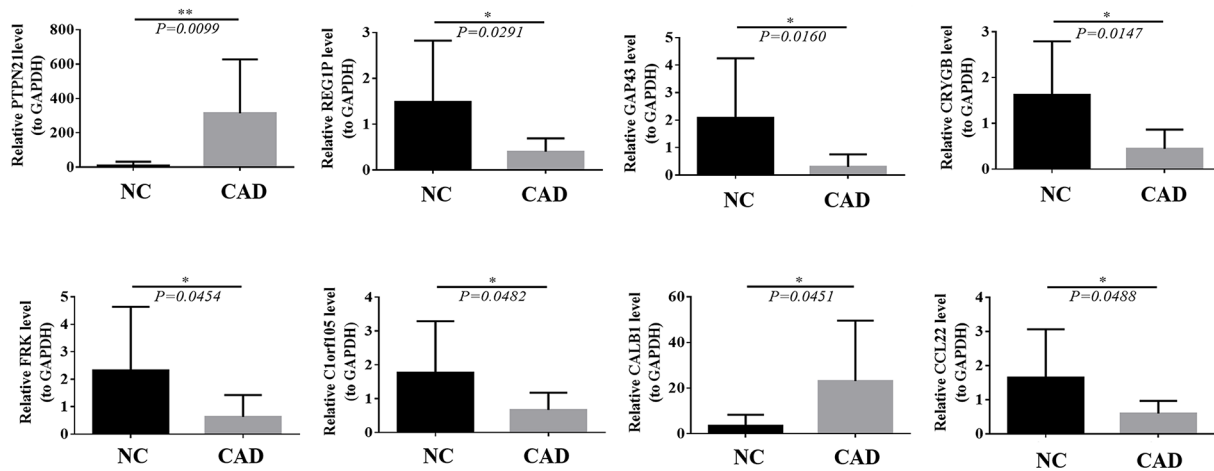 **
P=0.0099
Relative PTPN21level
(to GAPDH)
800
600
400
200
0
NC CAD
*
P=0.0291
Relative REG1P level
(to GAPDH)
3
2
1
0
NC CAD
*
P=0.0160
Relative GAP43 level
(to GAPDH)
5
4
3
2
1
0
NC CAD
*
P=0.0147
Relative CRYGB level
(to GAPDH)
3
2
1
0
NC CAD
*
P=0.0454
Relative FRK level
(to GAPDH)
5
4
3
2
1
0
NC CAD
*
P=0.0482
Relative C1orf105 level
(to GAPDH)
4
3
2
1
0
NC CAD
*
P=0.0451
Relative CALB1 level
(to GAPDH)
60
40
20
0
NC CAD
*
P=0.0488
Relative CCL22 level
(to GAPDH)
4
3
2
1
0
NC CAD